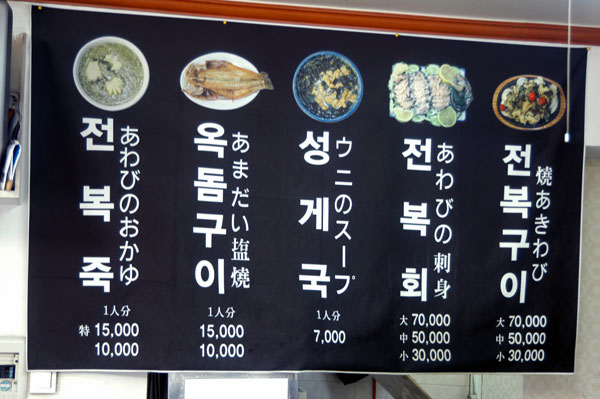 전복죽
あわびのおかゆ
1人分
特 15,000
10,000
옥돔구이
あまだい塩燒
1人分
15,000
10,000
성게국
ウニのスープ
1人分
7,000
전복회
あわびの刺身
大 70,000
中 50,000
小 30,000
전복구이
燒あきわび
大 70,000
中 50,000
小 30,000